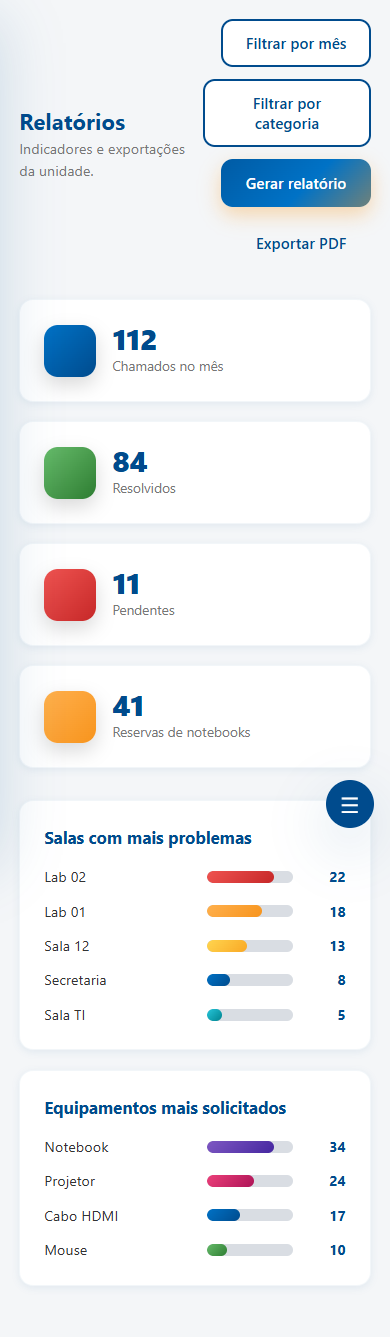 Filtrar por mês
Filtrar por
categoria
Relatórios
Indicadores e exportações
da unidade.
Gerar relatório
Exportar PDF
112
Chamados no mês
84
Resolvidos
11
Pendentes
41
Reservas de notebooks
Salas com mais problemas
Lab 02 22
Lab 01 18
Sala 12 13
Secretaria 8
Sala TI 5
Equipamentos mais solicitados
Notebook 34
Projetor 24
Cabo HDMI 17
Mouse 10